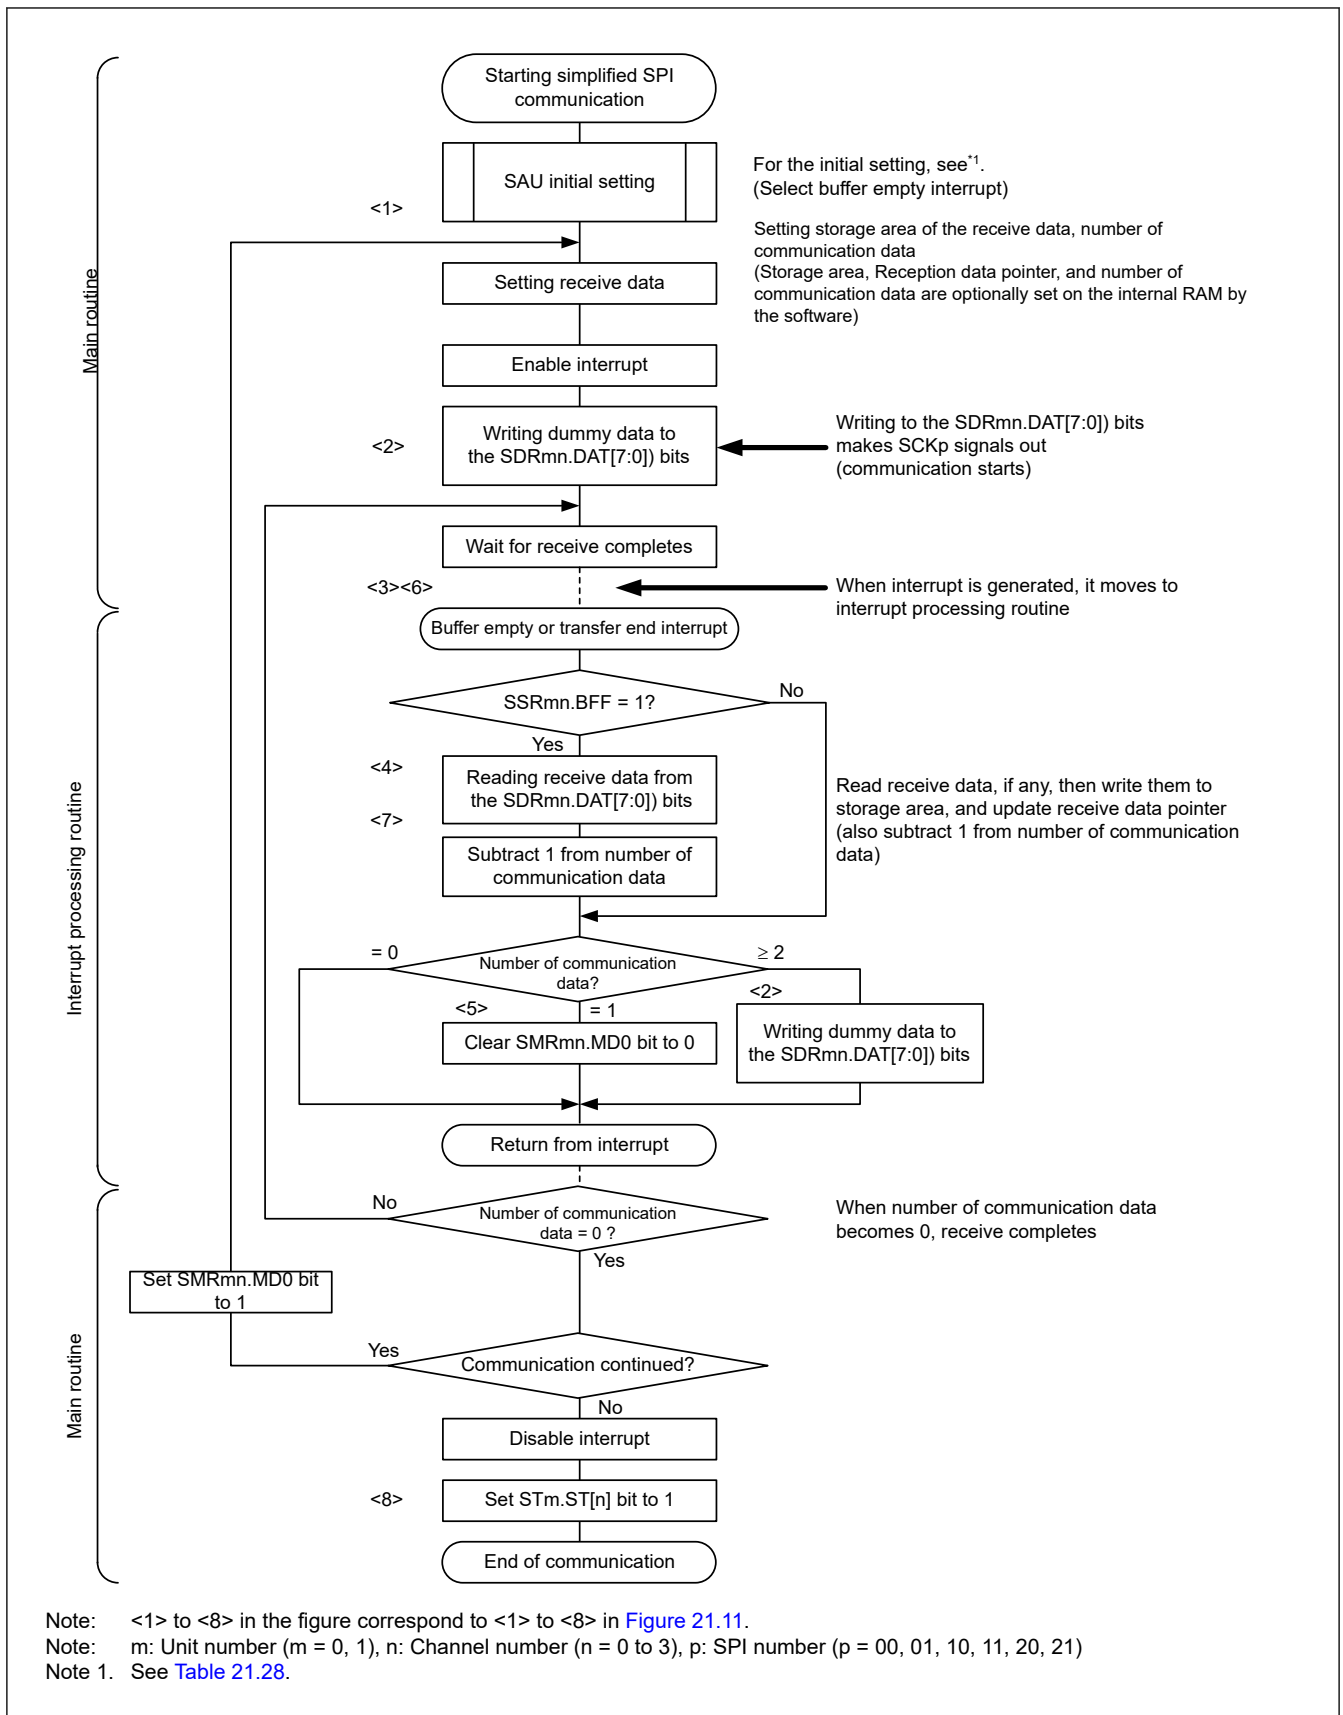 Starting simplified SPI
communication
SAU initial setting
For the initial setting, see*1.
(Select buffer empty interrupt)
<1>
Setting storage area of the receive data, number of
communication data
(Storage area, Reception data pointer, and number of
communication data are optionally set on the internal RAM by
the software)
Setting receive data
Main routine
Enable interrupt
<2>
Writing dummy data to
the SDRmn.DAT[7:0]) bits
Writing to the SDRmn.DAT[7:0]) bits
makes SCKp signals out
(communication starts)
Wait for receive completes
<3><6>
When interrupt is generated, it moves to
interrupt processing routine
Buffer empty or transfer end interrupt
SSRmn.BFF = 1?
No
Yes
<4>
Reading receive data from
the SDRmn.DAT[7:0]) bits
<7>
Read receive data, if any, then write them to
storage area, and update receive data pointer
(also subtract 1 from number of communication
data)
Subtract 1 from number of
communication data
Interrupt processing routine
= 0
Number of communication
data?
≥ 2
<5>
= 1
<2>
Clear SMRmn.MD0 bit to 0
Writing dummy data to
the SDRmn.DAT[7:0]) bits
Return from interrupt
No
Number of communication
data = 0 ?
When number of communication data
becomes 0, receive completes
Yes
Set SMRmn.MD0 bit
to 1
Yes
Communication continued?
No
Main routine
Disable interrupt
<8>
Set STm.ST[n] bit to 1
End of communication
Note: <1> to <8> in the figure correspond to <1> to <8> in Figure 21.11.
Note: m: Unit number (m = 0, 1), n: Channel number (n = 0 to 3), p: SPI number (p = 00, 01, 10, 11, 20, 21)
Note 1. See Table 21.28.